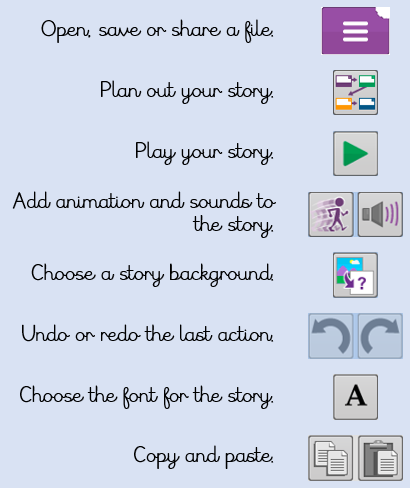 Open, save or share a file.
Plan out your story.
Play your story.
Add animation and sounds to
the story.
Choose a story background.
?
Undo or redo the last action.
Choose the font for the story.
A
Copy and paste.